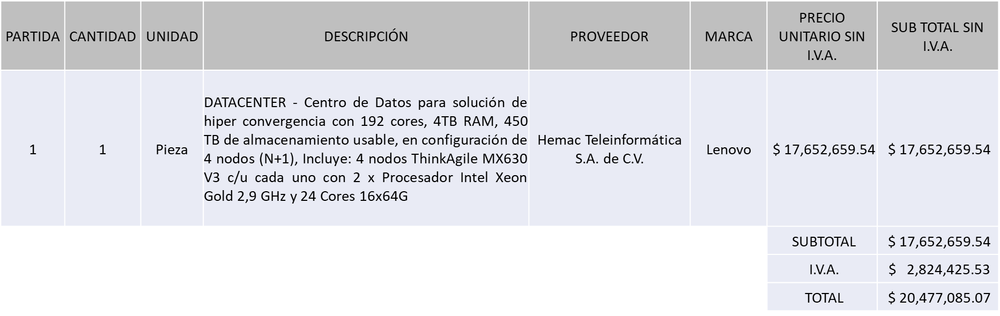 PARTIDA
CANTIDAD
UNIDAD
DESCRIPCIÓN
PROVEEDOR
MARCA
PRECIO
UNITARIO SIN
I.V.A.
SUB TOTAL SIN
I.V.A.
1
1
Pieza
DATACENTER - Centro de Datos para solución de
hiper convergencia con 192 cores, 4TB RAM, 450
TB de almacenamiento usable, en configuración de
4 nodos (N+1), Incluye: 4 nodos ThinkAgile MX630
V3 c/u cada uno con 2 x Procesador Intel Xeon
Gold 2,9 GHz y 24 Cores 16x64G
Hemac Teleinformática
S.A. de C.V.
Lenovo
$ 17,652,659.54
$ 17,652,659.54
SUBTOTAL
$ 17,652,659.54
I.V.A.
$ 2,824,425.53
TOTAL
$ 20,477,085.07